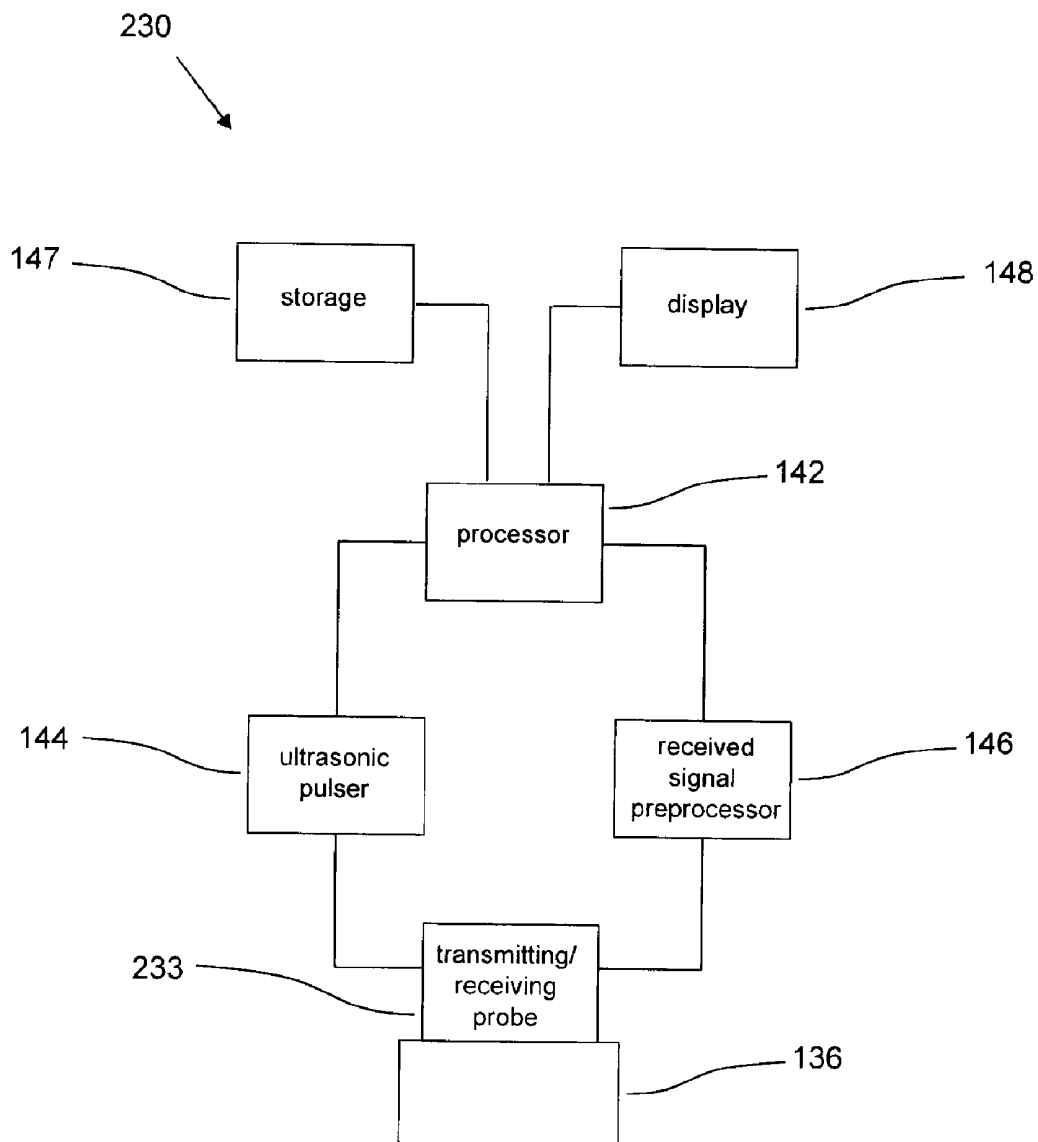 230
147
storage
display
148
142
processor
144
ultrasonic
pulser
received
signal
preprocessor
146
233
transmitting/
receiving
probe
136